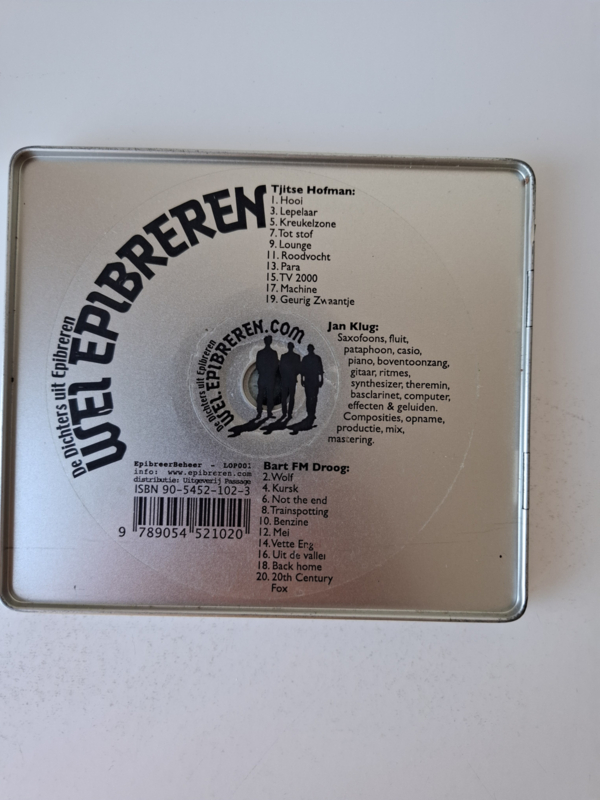 De Dichters uit Epibreren
WEL EPIBREREN
Tjitse Hofman:
1. Hooi
3. Lepelaar
5. Kreukelzone
7. Tot stof
9. Lounge
11. Roodvocht
13. Para
15. TV 2000
17. Machine
19. Geurig Zwaantje
De Dichters uit Epibreren
WEL.EPIBREREN.COM
Jan Klug:
Saxofoons, fluit,
pataphoon, casio,
piano, boventoonzang,
gitaar, ritmes,
synthesizer, theremin,
basclarinet, computer,
effecten & geluiden.
Composities, opname,
productie, mix,
mastering.
EpibreerBeheer - LOP001
info: www.epibreren.com
distributie: Uitgeverij Passage
ISBN 90-5452-102-3
9 789054 521020
Bart FM Droog:
2. Wolf
4. Kursk
6. Not the end
8. Trainspotting
10. Benzine
12. Mei
14. Vette Erg
16. Uit de vallei
18. Back home
20. 20th Century
Fox